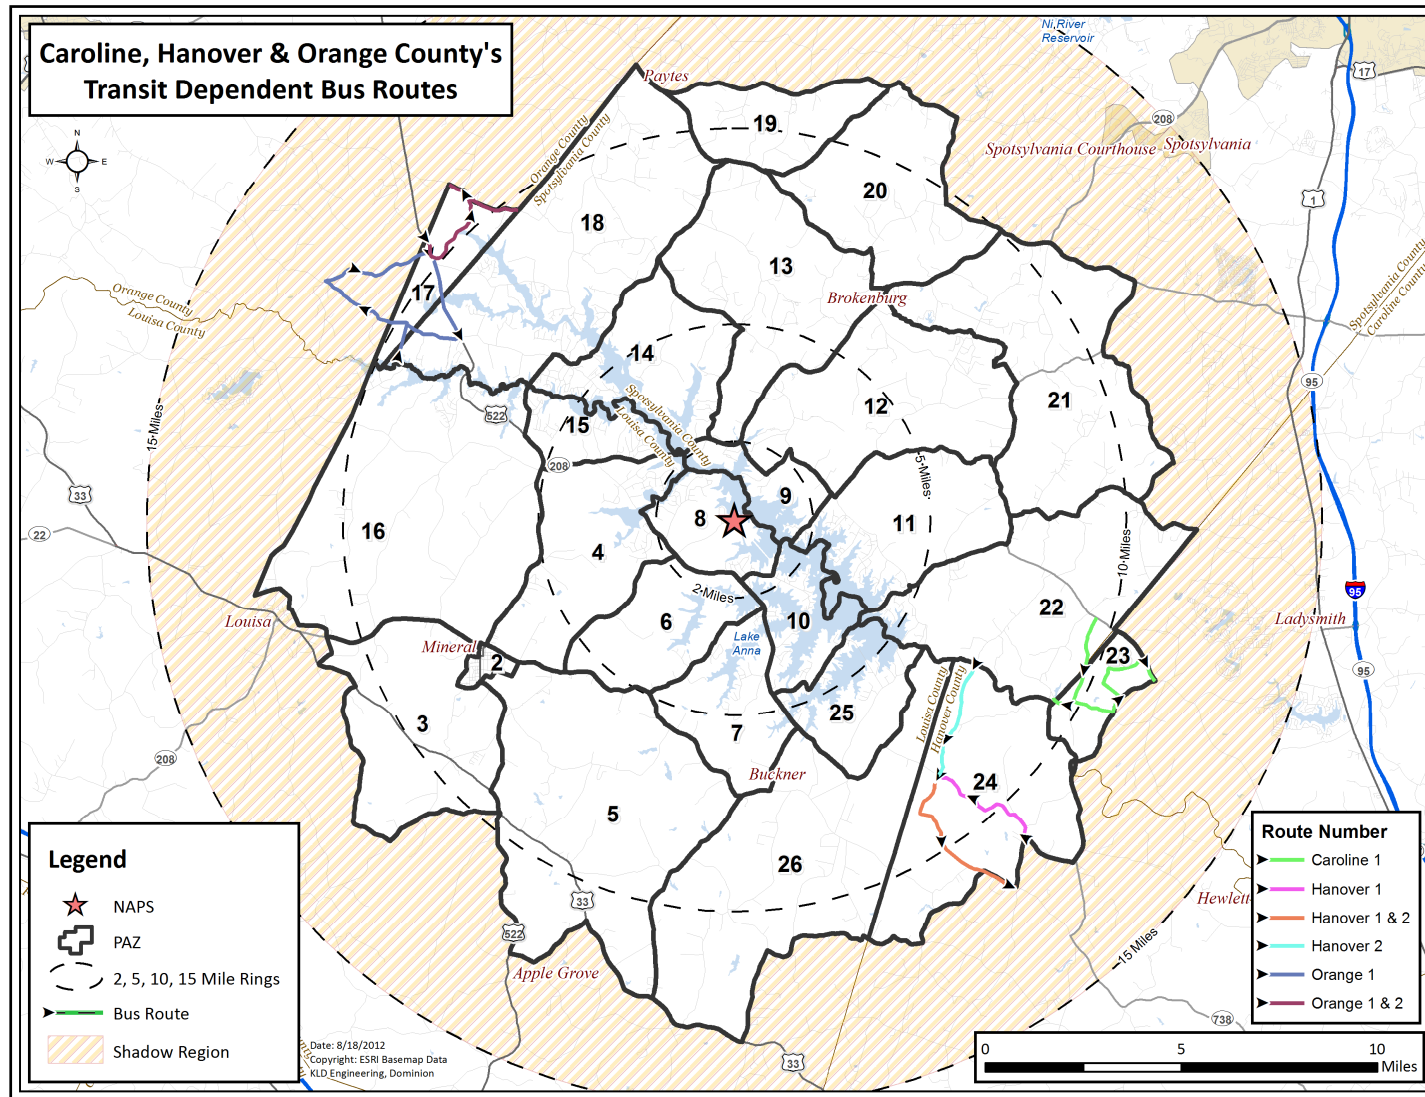 Caroline, Hanover & Orange County's
Transit Dependent Bus Routes
N
W
E
S
Ni River
Reservoir
17
Paytes
208
Spotsylvania Courthouse
Spotsylvania
Orange County
Spotsylvania County
1
19
20
18
13
17
Brokenburg
Orange County
Louisa County
Spotsylvania County
Caroline County
14
12
21
95
15
Spotsylvania County
Louisa County
522
15 Miles
208
5 Miles
33
9
8
11
22
16
4
10 Miles
2 Miles
95
Louisa
6
10
22
Ladysmith
Mineral
2
Lake
Anna
23
95
3
7
25
Louisa County
Hanover County
208
Buckner
24
5
26
33
522
Apple Grove
Hewlett
15 Miles
738
33
Legend
NAPS
PAZ
2, 5, 10, 15 Mile Rings
Bus Route
Shadow Region
Date: 8/18/2012
Copyright: ESRI Basemap Data
KLD Engineering, Dominion
Route Number
Caroline 1
Hanover 1
Hanover 1 & 2
Hanover 2
Orange 1
Orange 1 & 2
0
5
10
Miles